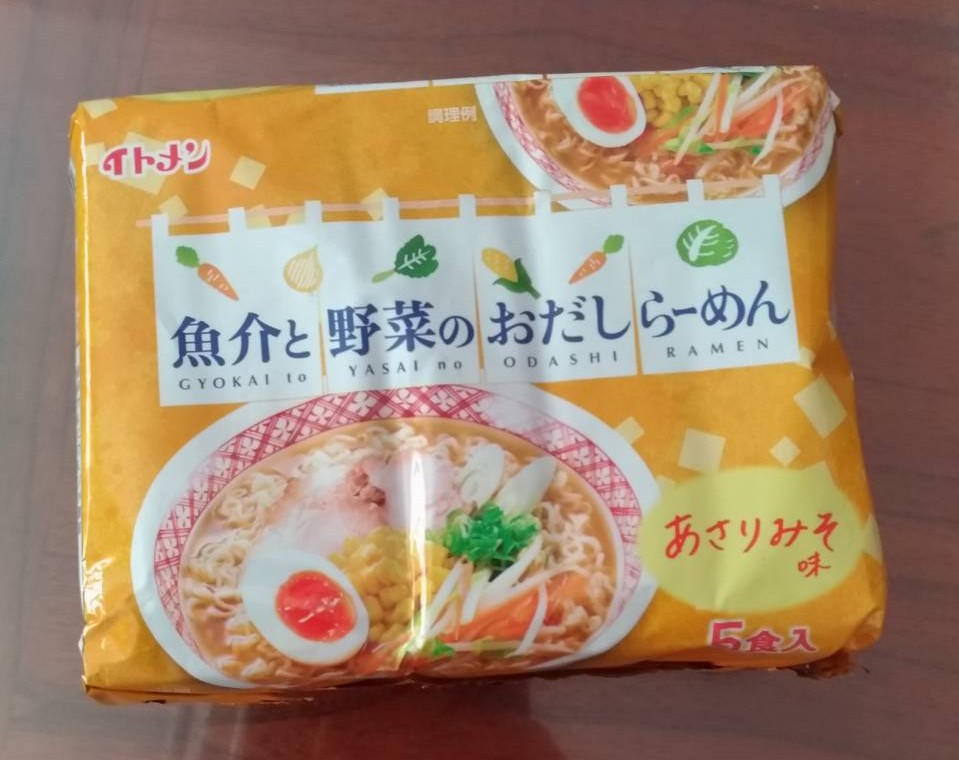 調理例
イトメン
魚介と野菜のおだしらーめん
GYOKAI to YASAI no ODASHI RAMEN
あさりみそ
味
5食入